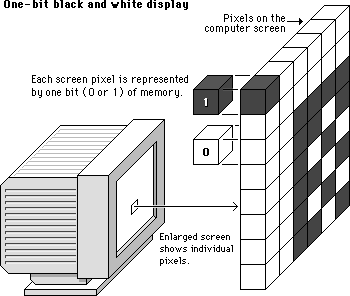 One-bit black and white display
Pixels on the
computer screen
Each screen pixel is represented
by one bit (0 or 1) of memory.
1
0
Enlarged screen
shows individual
pixels.